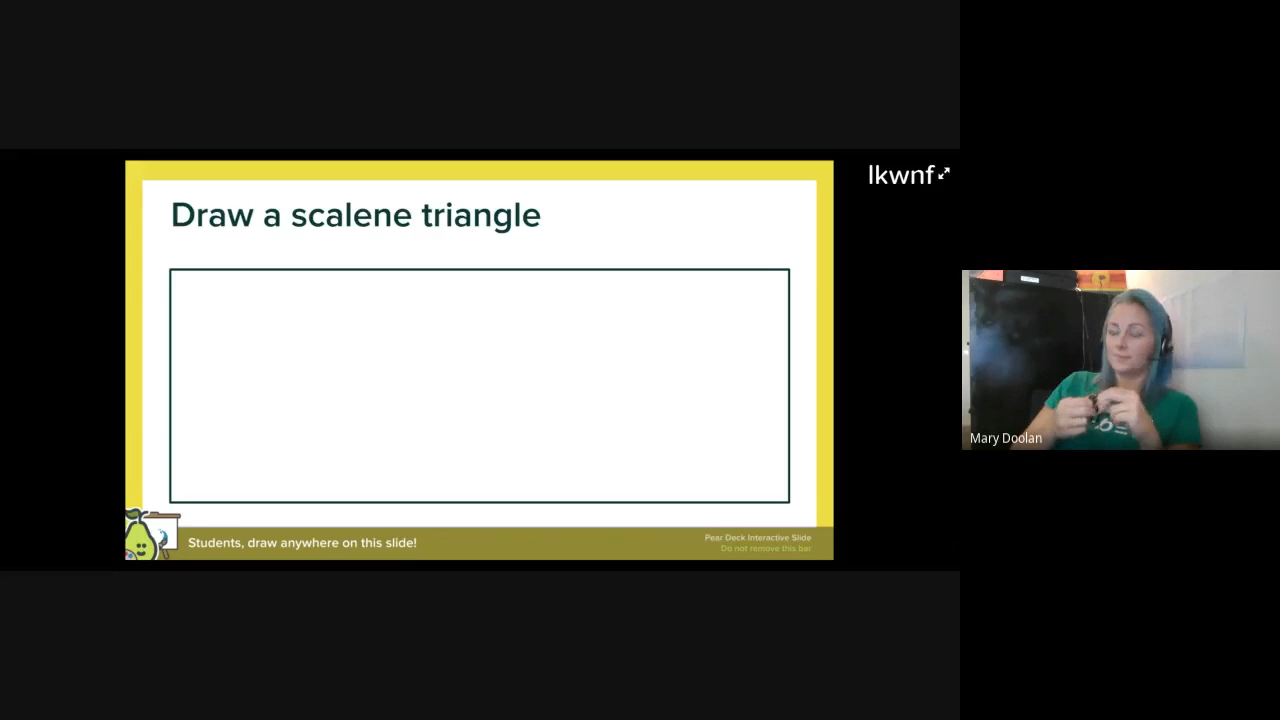 lkwnf
Draw a scalene triangle
Students, draw anywhere on this slide!
Pear Deck Interactive Slide
Do not remove this bar
Mary Doolan